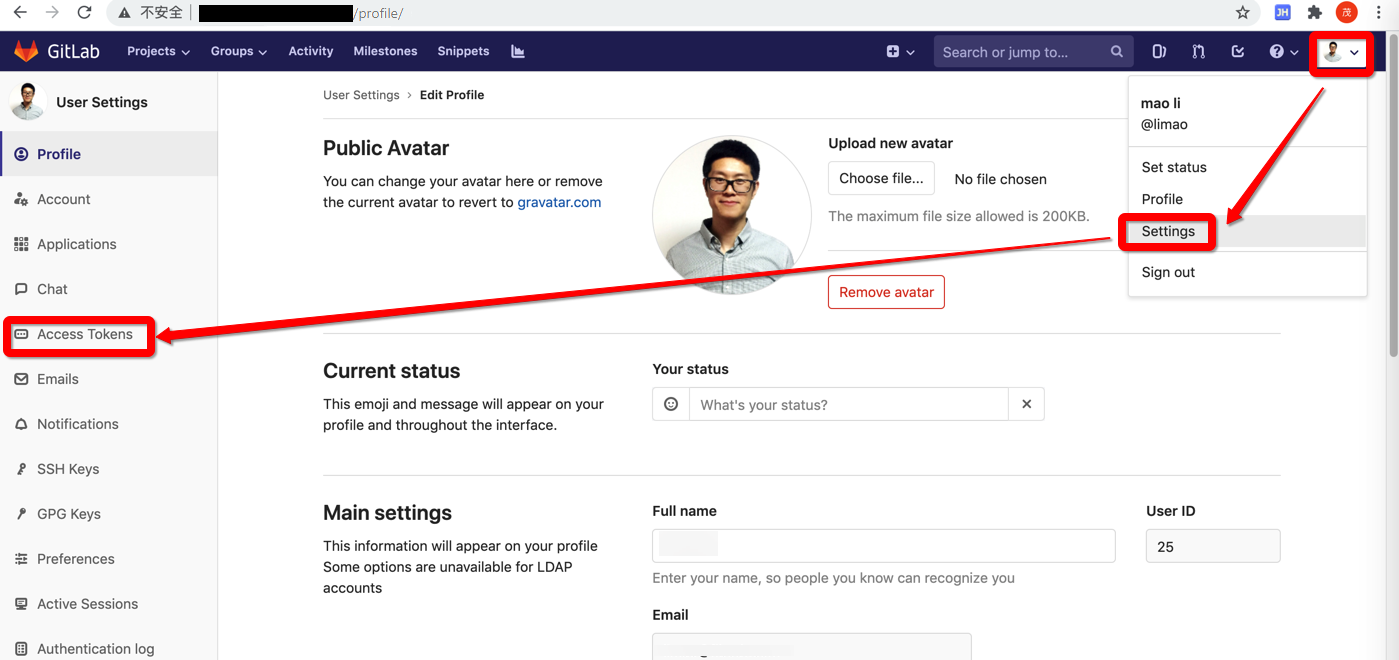 不安全
/profile/
JH
茂
GitLab
Projects
Groups
Activity
Milestones
Snippets
Search or jump to...
User Settings
Profile
Account
Applications
Chat
Access Tokens
Emails
Notifications
SSH Keys
GPG Keys
Preferences
Active Sessions
Authentication log
User Settings › Edit Profile
Public Avatar
You can change your avatar here or remove
the current avatar to revert to gravatar.com
Upload new avatar
Choose file...
No file chosen
The maximum file size allowed is 200KB.
Remove avatar
mao li
@limao
Set status
Profile
Settings
Sign out
Current status
This emoji and message will appear on your
profile and throughout the interface.
Your status
What's your status?
Main settings
This information will appear on your profile
Some options are unavailable for LDAP
accounts
Full name
Enter your name, so people you know can recognize you
User ID
25
Email